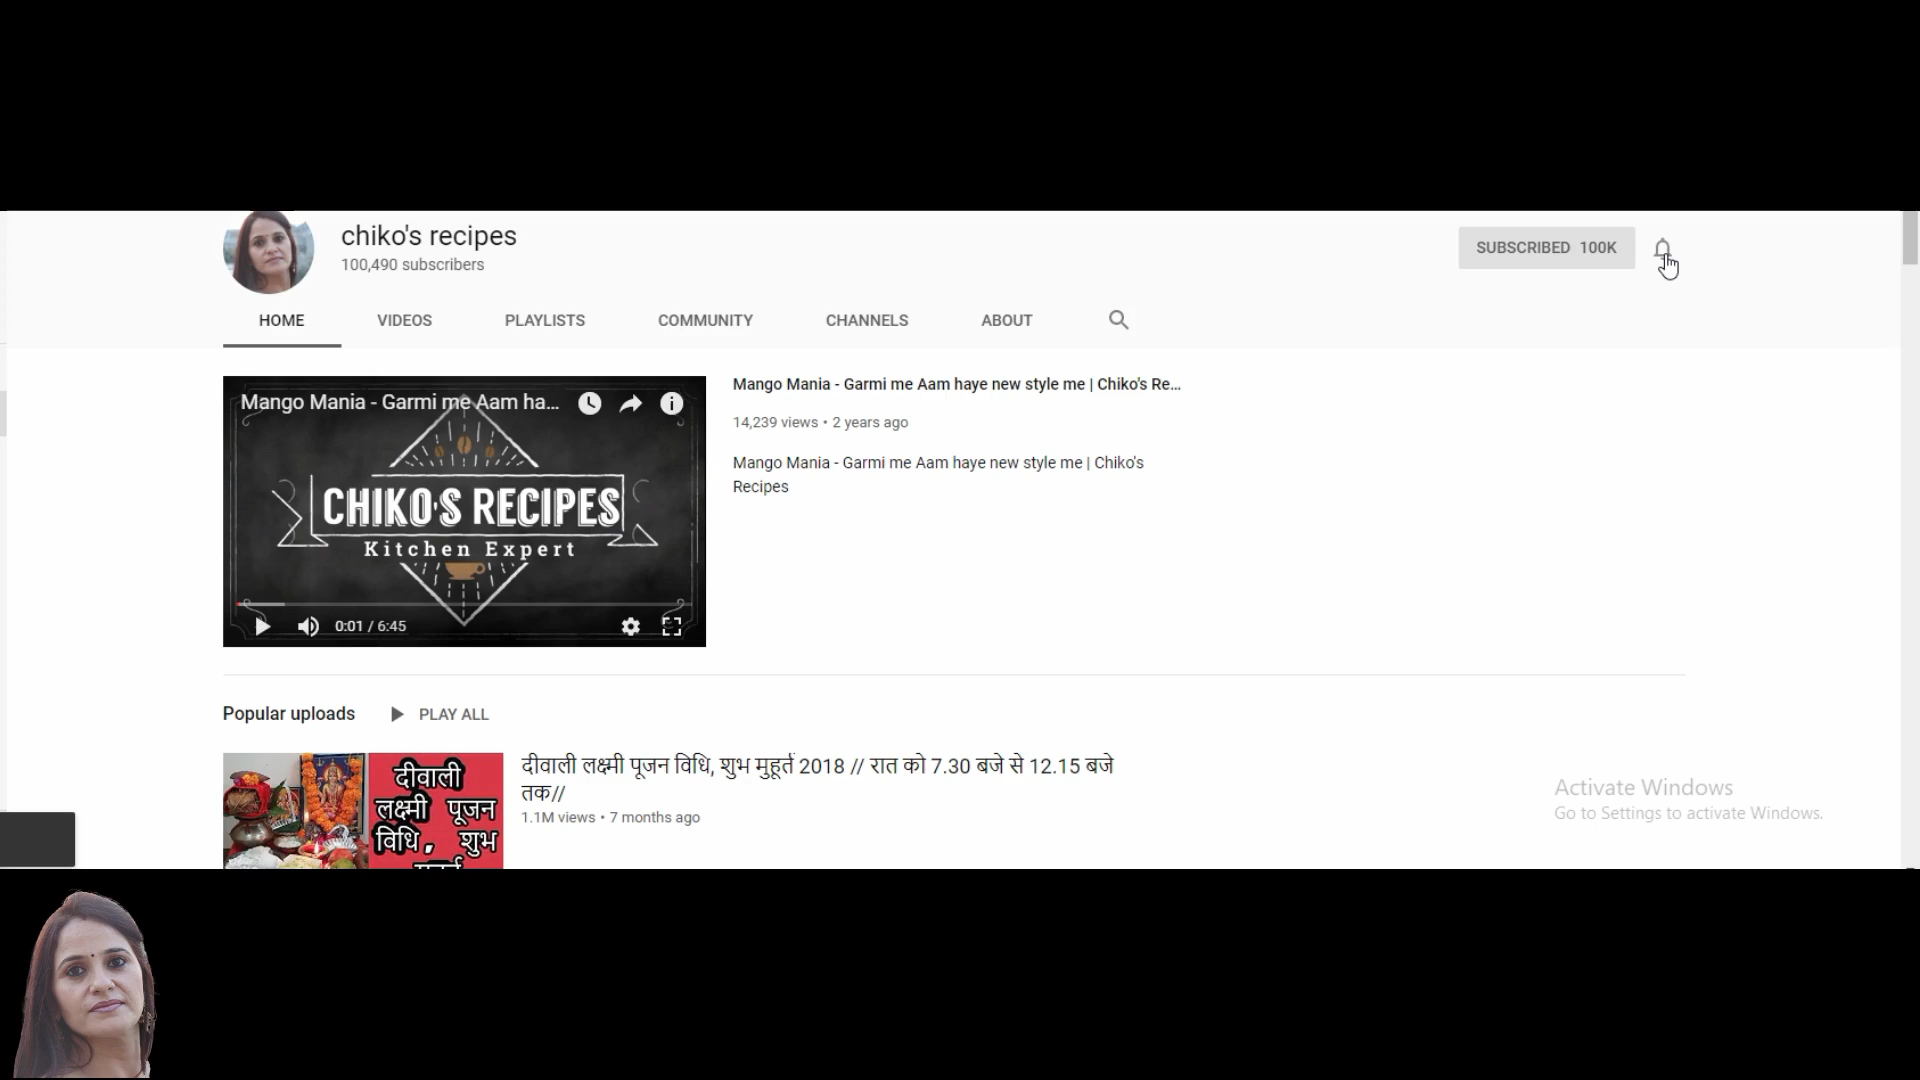 chiko's recipes
100,490 subscribers
SUBSCRIBED 100K
HOME VIDEOS PLAYLISTS COMMUNITY CHANNELS ABOUT
Mango Mania - Garmi me Aam ha...
CHIKO'S RECIPES
Kitchen Expert
0:01 / 6:45
Mango Mania - Garmi me Aam haye new style me | Chiko's Re...
14,239 views • 2 years ago
Mango Mania - Garmi me Aam haye new style me | Chiko's
Recipes
Popular uploads PLAY ALL
दीवाली
लक्ष्मी पूजन
विधि, शुभ
दीवाली लक्ष्मी पूजन विधि, शुभ मुहूर्त 2018 // रात को 7.30 बजे से 12.15 बजे
तक//
1.1M views • 7 months ago
Activate Windows
Go to Settings to activate Windows.